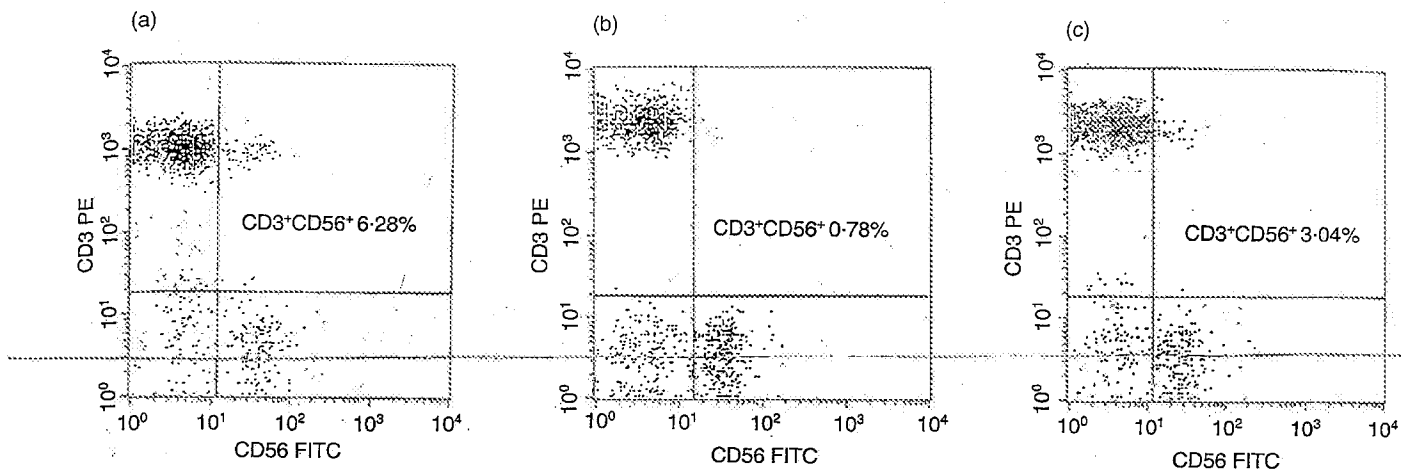 (a)
10⁴
10³
10²
10¹
10⁰
CD3 PE
CD3⁺CD56⁺ 6·28%
10⁰ 10¹ 10² 10³ 10⁴
CD56 FITC
(b)
10⁴
10³
10²
10¹
10⁰
CD3 PE
CD3⁺CD56⁺ 0·78%
10⁰ 10¹ 10² 10³ 10⁴
CD56 FITC
(c)
10⁴
10³
10²
10¹
10⁰
CD3 PE
CD3⁺CD56⁺ 3·04%
10⁰ 10¹ 10² 10³ 10⁴
CD56 FITC